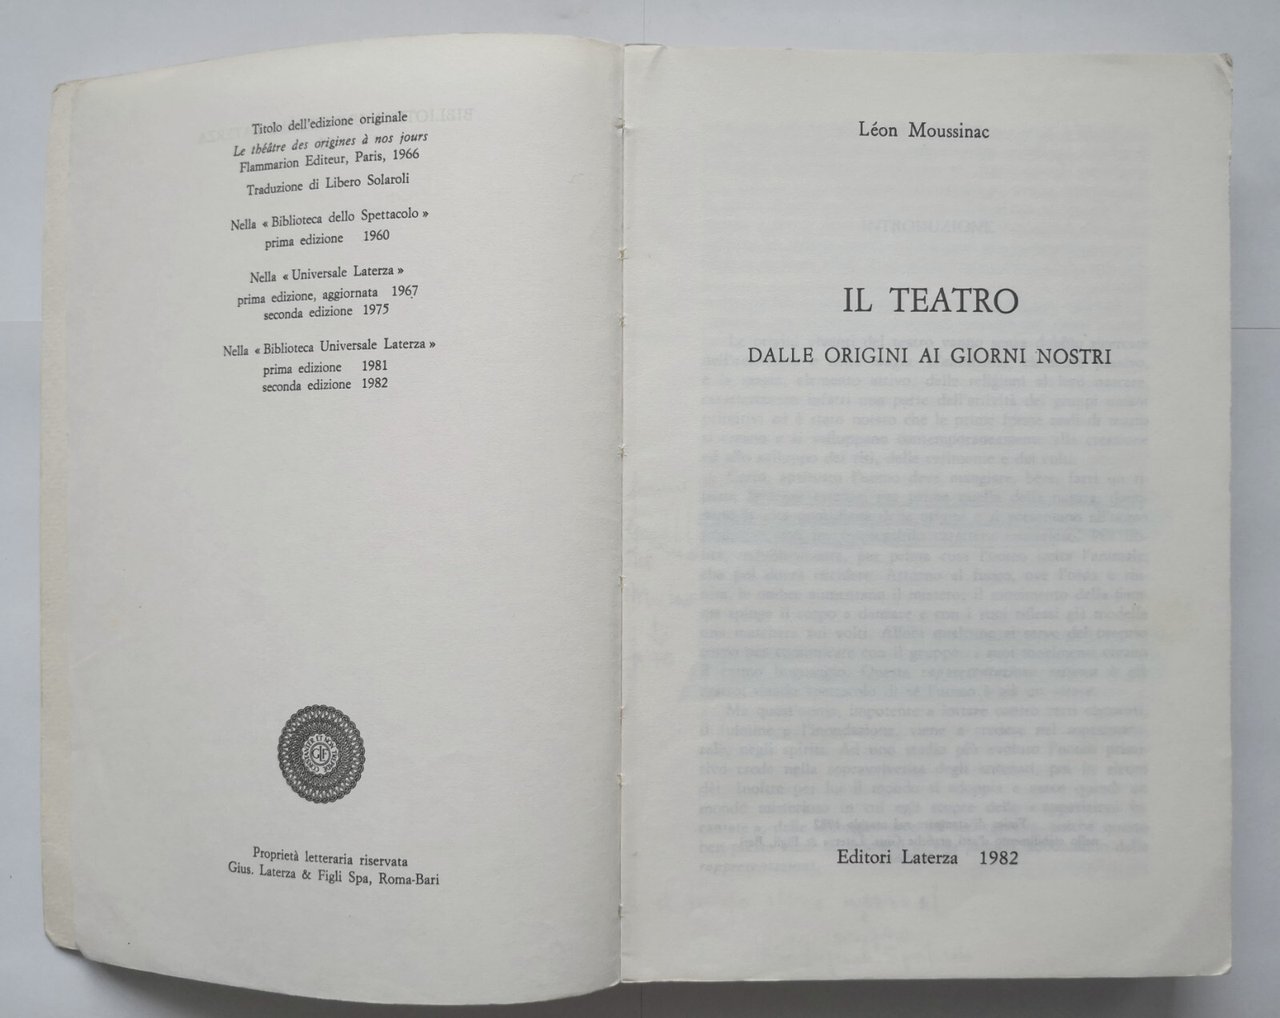 Titolo dell'edizione originale
Le théâtre des origines à nos jours
Flammarion Editeur, Paris, 1966
Traduzione di Libero Solaroli
Nella « Biblioteca dello Spettacolo »
prima edizione 1960
Nella « Universale Laterza »
prima edizione, aggiornata 1967
seconda edizione 1975
Nella « Biblioteca Universale Laterza »
prima edizione 1981
seconda edizione 1982
Proprietà letteraria riservata
Gius. Laterza & Figli Spa, Roma-Bari
Léon Moussinac
IL TEATRO
DALLE ORIGINI AI GIORNI NOSTRI
Editori Laterza 1982